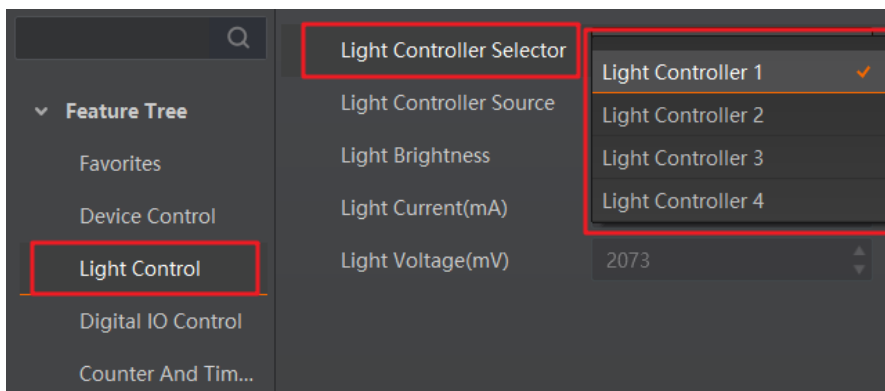 Feature Tree
Favorites
Device Control
Light Control
Digital IO Control
Counter And Tim...
Light Controller Selector
Light Controller Source
Light Brightness
Light Current(mA)
Light Voltage(mV)
Light Controller 1
Light Controller 2
Light Controller 3
Light Controller 4
2073